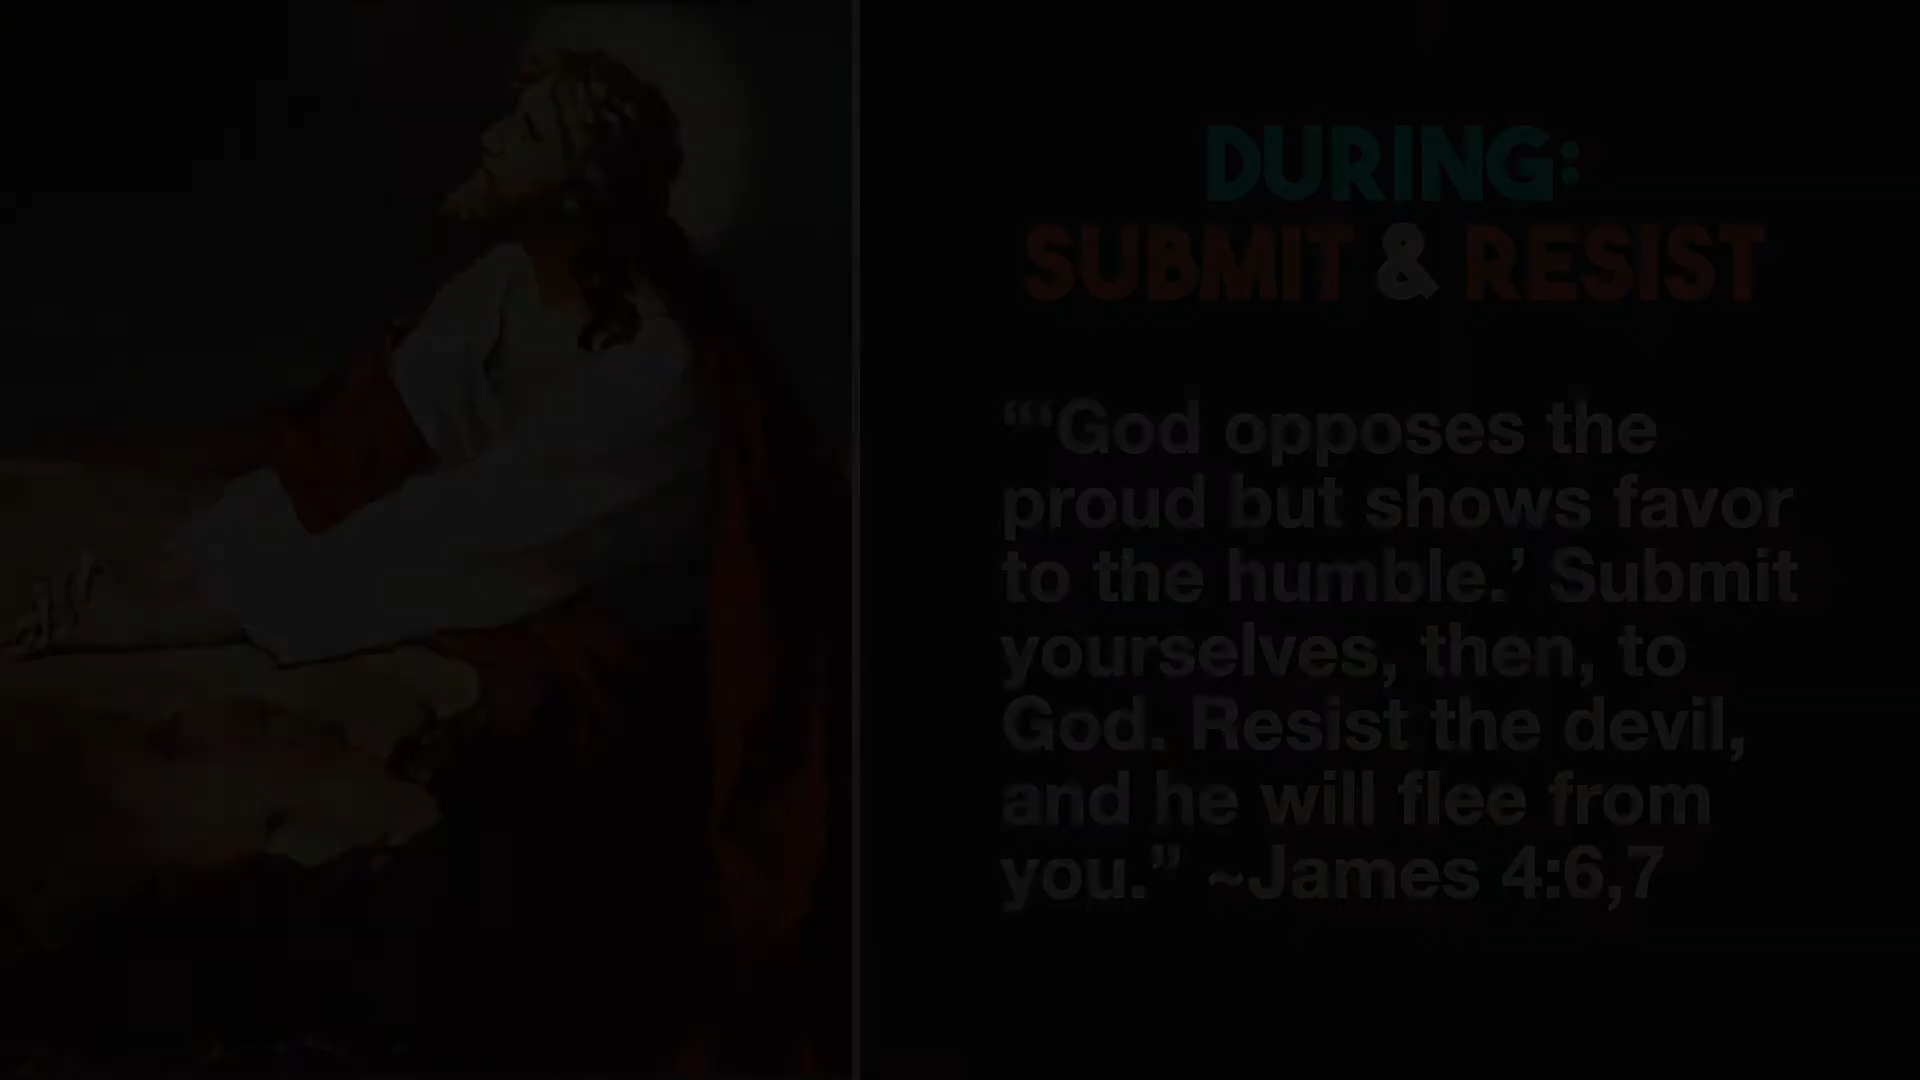 DURING:
SUBMIT & RESIST
“‘God opposes the
proud but shows favor
to the humble.’ Submit
yourselves, then, to
God. Resist the devil,
and he will flee from
you.” ~James 4:6,7